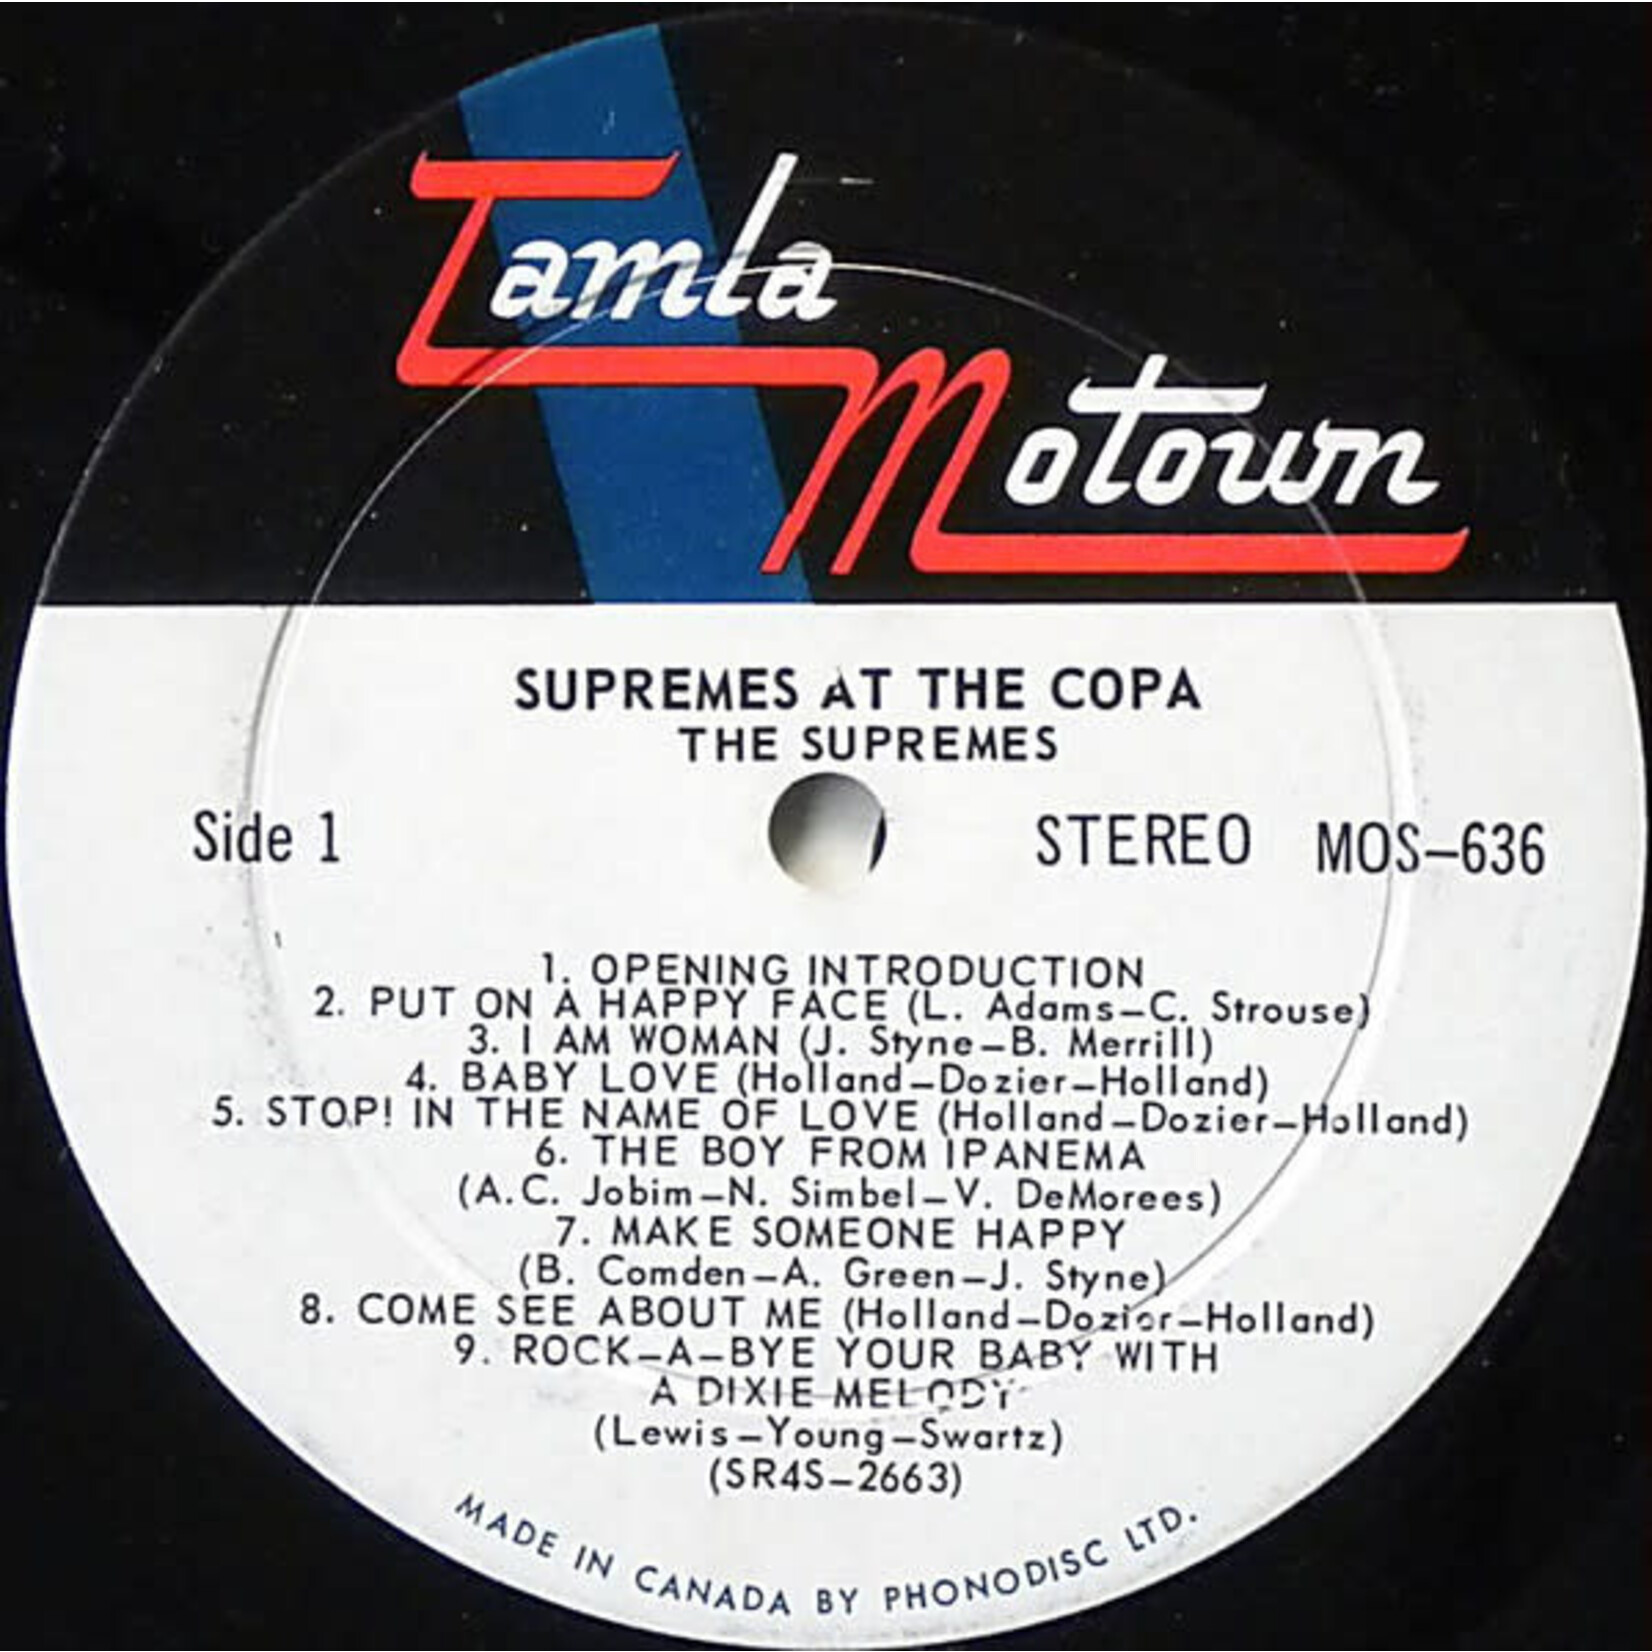 Tamla
Motown
SUPREMES AT THE COPA
THE SUPREMES
Side 1 STEREO MOS-636
1. OPENING INTRODUCTION
2. PUT ON A HAPPY FACE (L. Adams-C. Strouse)
3. I AM WOMAN (J. Styne-B. Merrill)
4. BABY LOVE (Holland-Dozier-Holland)
5. STOP! IN THE NAME OF LOVE (Holland-Dozier-Holland)
6. THE BOY FROM IPANEMA
(A.C. Jobim-N. Simbel-V. DeMorees)
7. MAKE SOMEONE HAPPY
(B. Comden-A. Green-J. Styne)
8. COME SEE ABOUT ME (Holland-Dozier-Holland)
9. ROCK-A-BYE YOUR BABY WITH
A DIXIE MELODY
(Lewis-Young-Swartz)
(SR4S-2663)
MADE IN CANADA BY PHONODISC LTD.